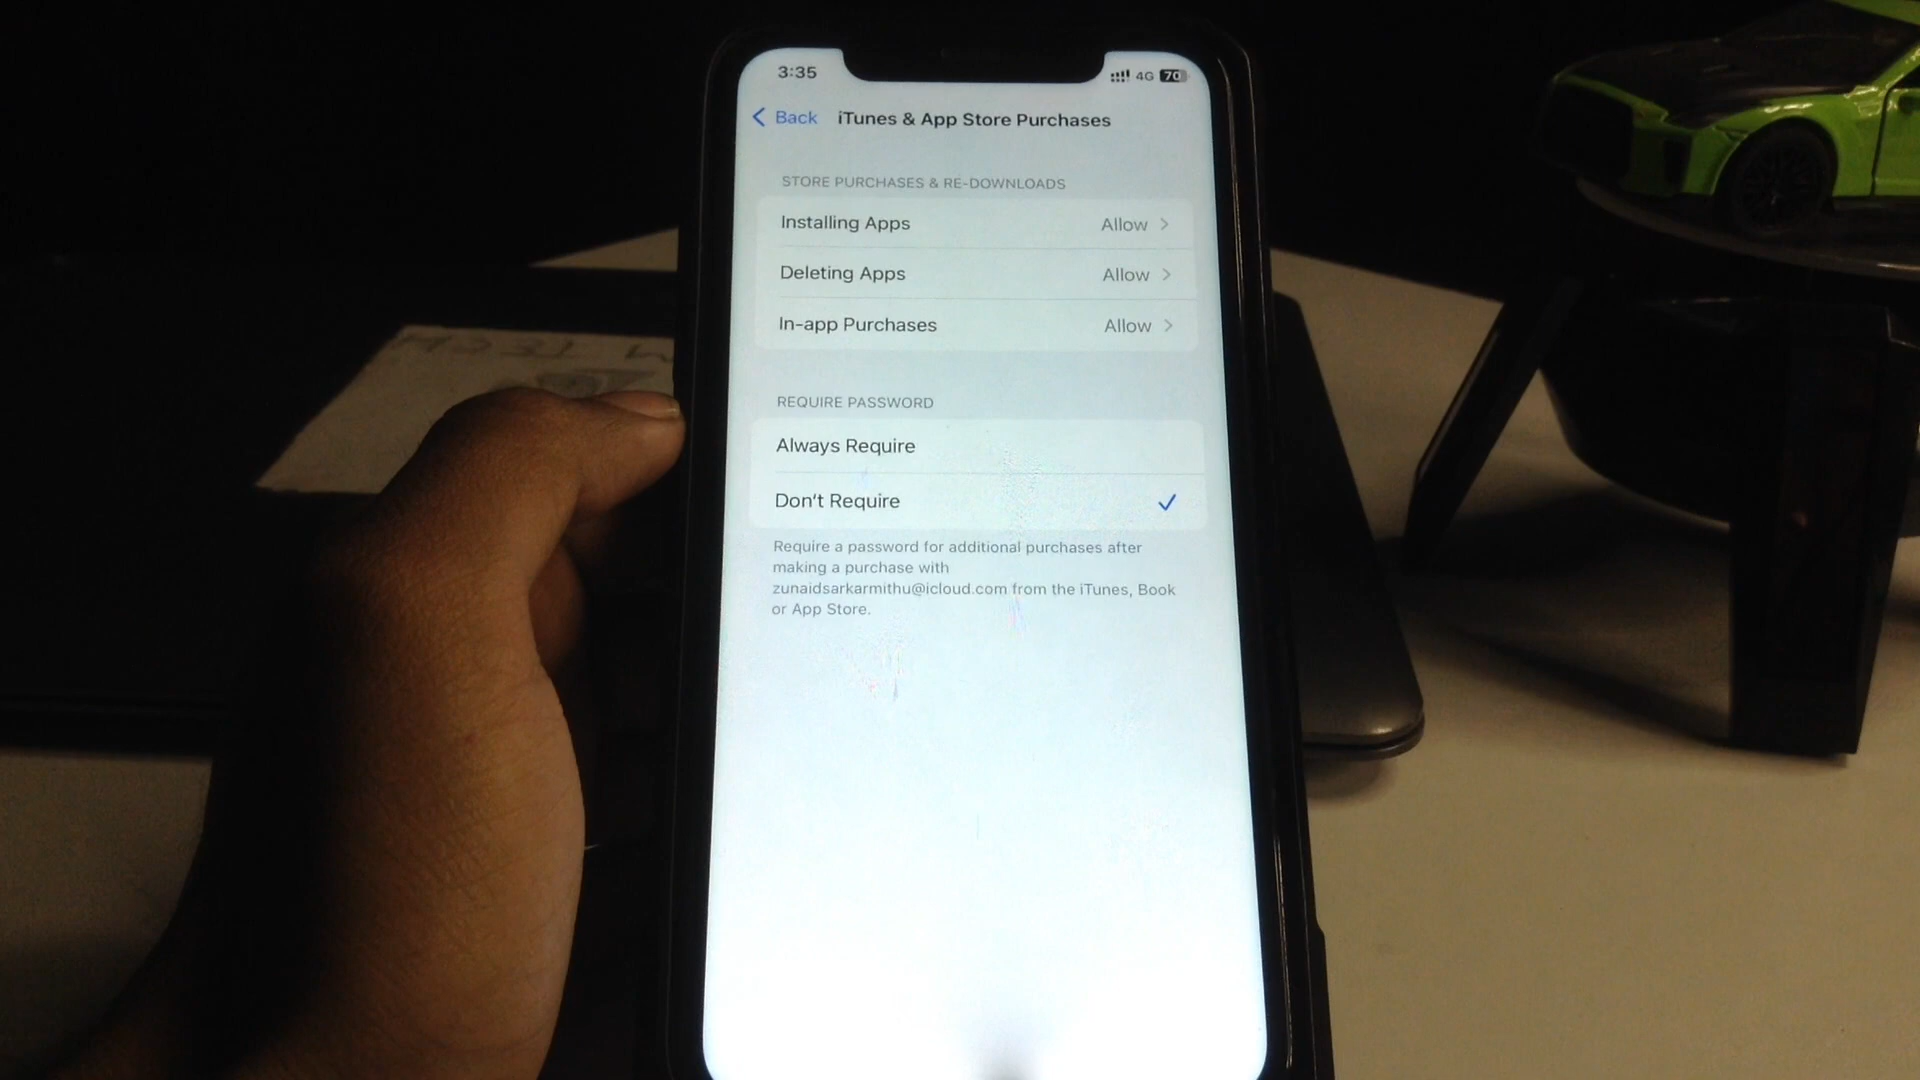 3:35 4G 70
Back iTunes & App Store Purchases
STORE PURCHASES & RE-DOWNLOADS
Installing Apps Allow
Deleting Apps Allow
In-app Purchases Allow
REQUIRE PASSWORD
Always Require
Don't Require
Require a password for additional purchases after
making a purchase with
zunaidsarkarmithu@icloud.com from the iTunes, Book
or App Store.